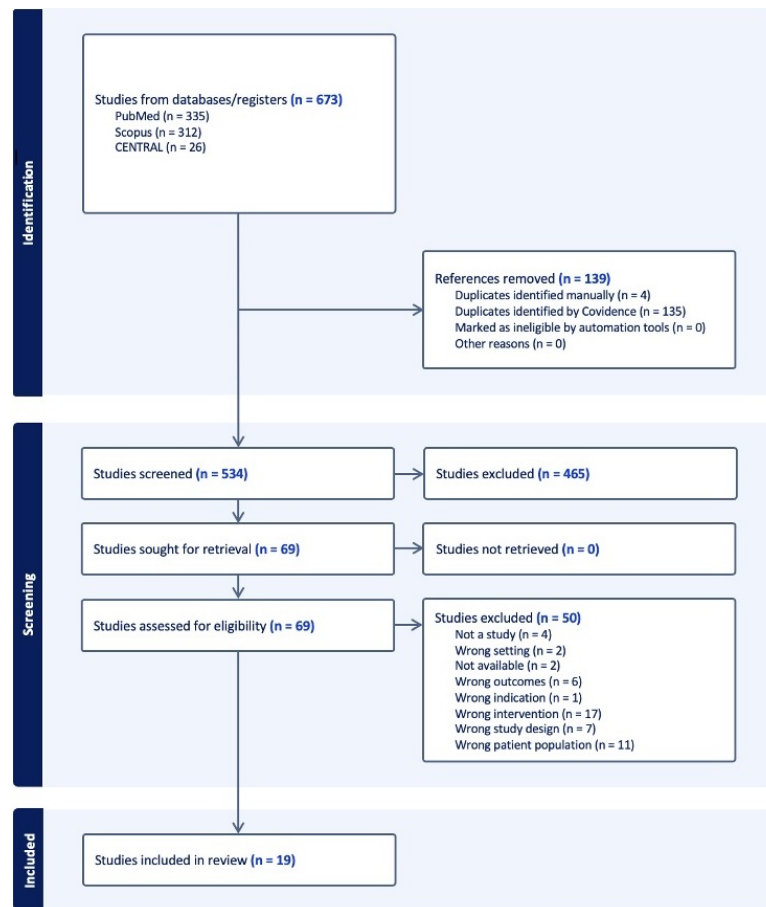 Identification
Studies from databases/registers (n = 673)
PubMed (n = 335)
Scopus (n = 312)
CENTRAL (n = 26)
References removed (n = 139)
Duplicates identified manually (n = 4)
Duplicates identified by Covidence (n = 135)
Marked as ineligible by automation tools (n = 0)
Other reasons (n = 0)
Screening
Studies screened (n = 534)
Studies excluded (n = 465)
Studies sought for retrieval (n = 69)
Studies not retrieved (n = 0)
Studies assessed for eligibility (n = 69)
Studies excluded (n = 50)
Not a study (n = 4)
Wrong setting (n = 2)
Not available (n = 2)
Wrong outcomes (n = 6)
Wrong indication (n = 1)
Wrong intervention (n = 17)
Wrong study design (n = 7)
Wrong patient population (n = 11)
Included
Studies included in review (n = 19)